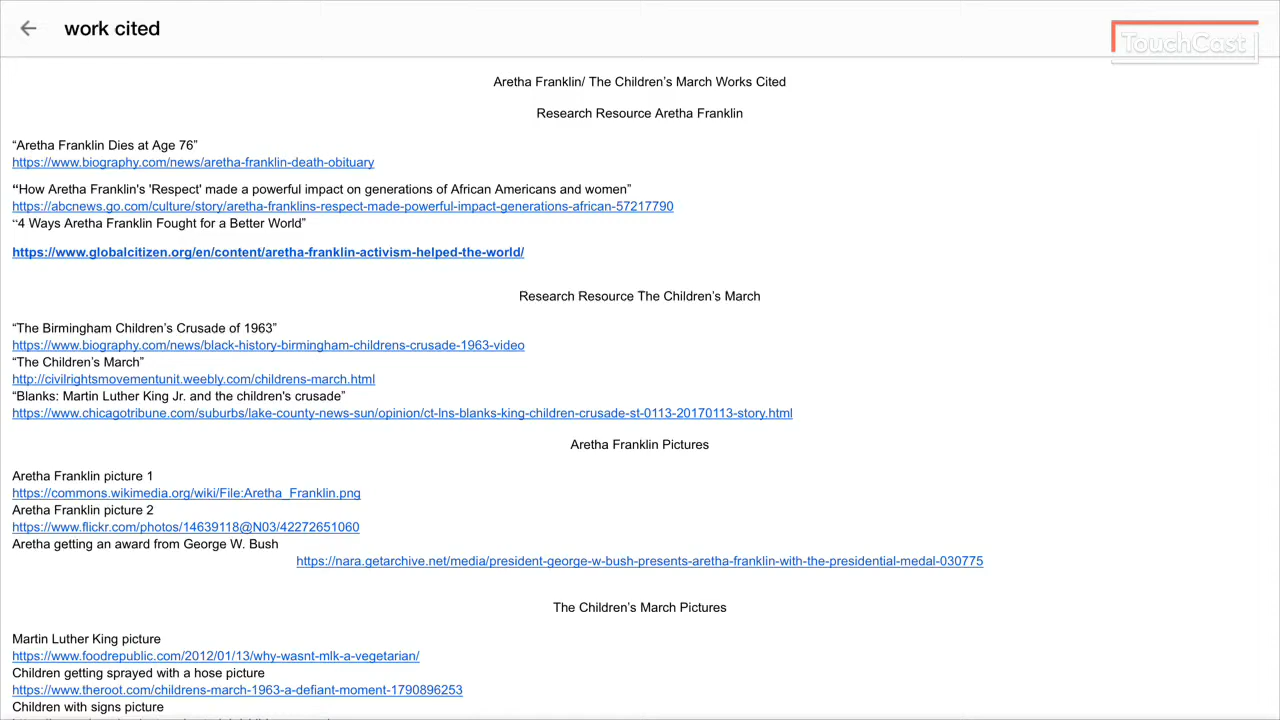 work cited
TouchCast
Aretha Franklin/ The Children’s March Works Cited
Research Resource Aretha Franklin
“Aretha Franklin Dies at Age 76”
https://www.biography.com/news/aretha-franklin-death-obituary
“How Aretha Franklin's 'Respect' made a powerful impact on generations of African Americans and women”
https://abcnews.go.com/culture/story/aretha-franklins-respect-made-powerful-impact-generations-african-57217790
“4 Ways Aretha Franklin Fought for a Better World”
https://www.globalcitizen.org/en/content/aretha-franklin-activism-helped-the-world/
Research Resource The Children’s March
“The Birmingham Children’s Crusade of 1963”
https://www.biography.com/news/black-history-birmingham-childrens-crusade-1963-video
“The Children’s March”
http://civilrightsmovementunit.weebly.com/childrens-march.html
“Blanks: Martin Luther King Jr. and the children's crusade”
https://www.chicagotribune.com/suburbs/lake-county-news-sun/opinion/ct-lns-blanks-king-children-crusade-st-0113-20170113-story.html
Aretha Franklin Pictures
Aretha Franklin picture 1
https://commons.wikimedia.org/wiki/File:Aretha_Franklin.png
Aretha Franklin picture 2
https://www.flickr.com/photos/14639118@N03/42272651060
Aretha getting an award from George W. Bush
https://nara.getarchive.net/media/president-george-w-bush-presents-aretha-franklin-with-the-presidential-medal-030775
The Children’s March Pictures
Martin Luther King picture
https://www.foodrepublic.com/2012/01/13/why-wasnt-mlk-a-vegetarian/
Children getting sprayed with a hose picture
https://www.theroot.com/childrens-march-1963-a-defiant-moment-1790896253
Children with signs picture